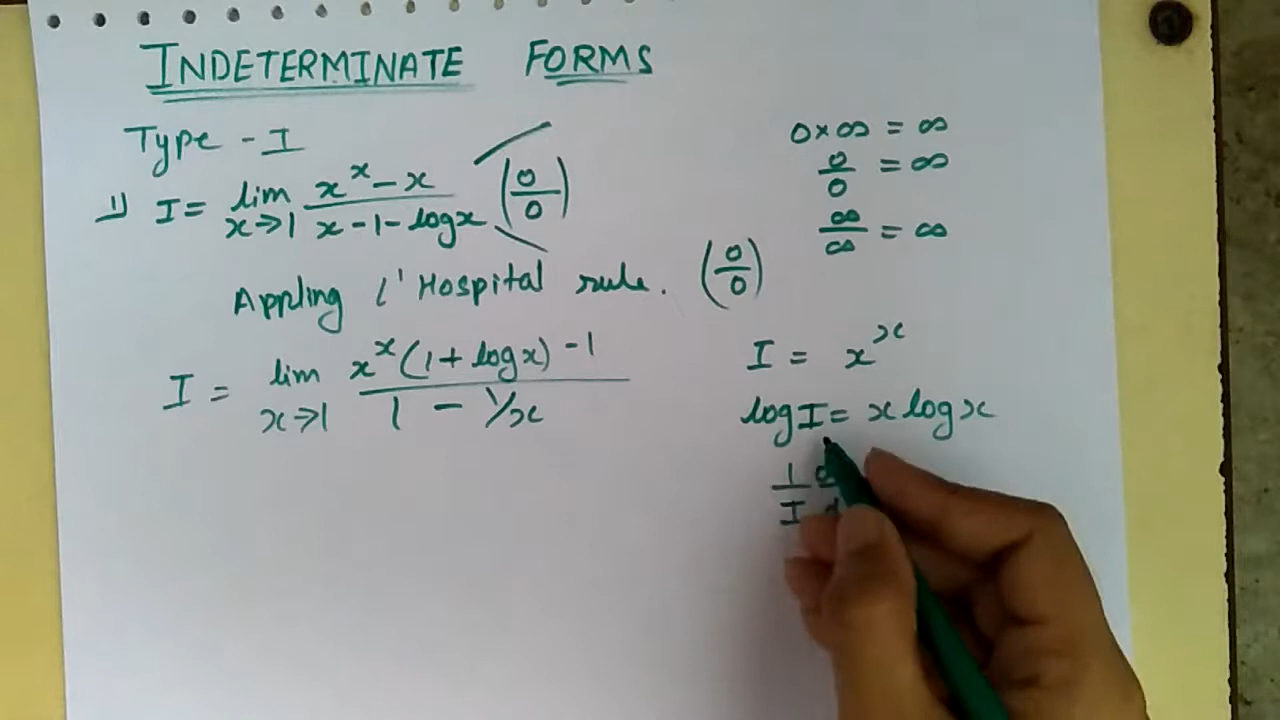 INDETERMINATE FORMS
Type - I
1) I = lim x→1 (x^x - x)/(x - 1 - log x) (0/0)
Appling l'Hospital rule. (0/0)
I = lim x→1 (x^x (1 + log x) - 1)/(1 - 1/x)
0 × ∞ = ∞
0/0 = ∞
∞/∞ = ∞
I = x^x
log I = x log x
1/I